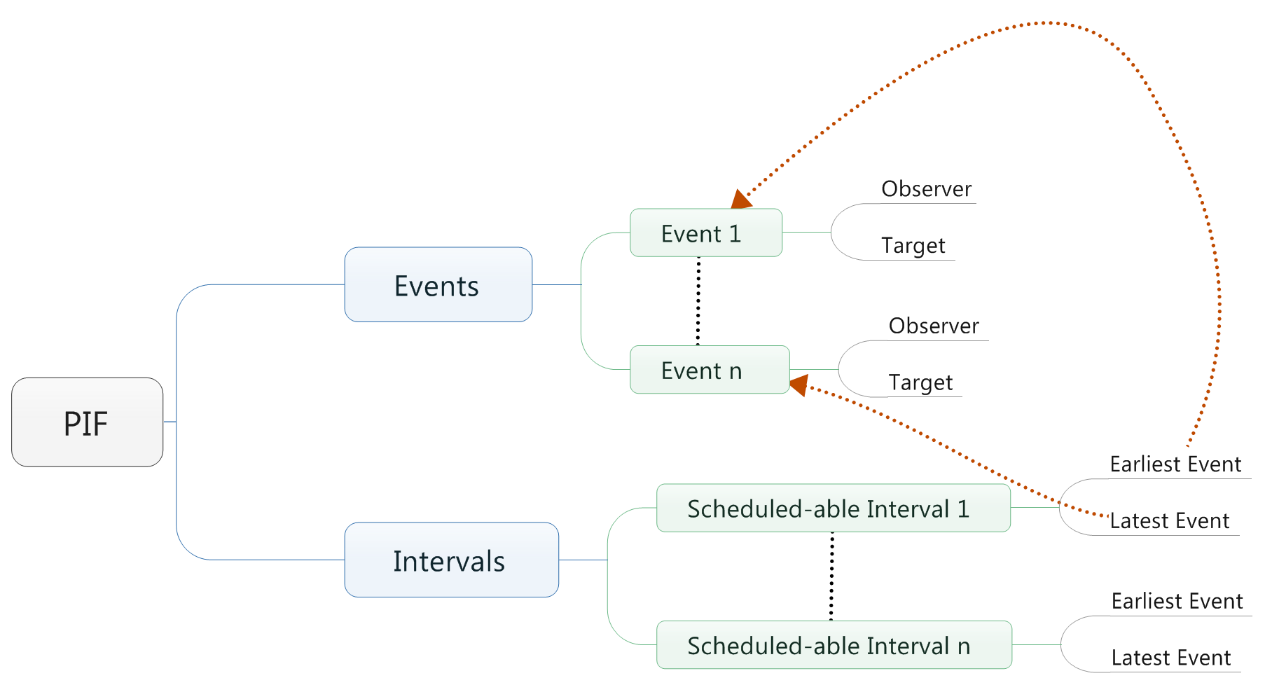 PIF
Events
Event 1
Observer
Target
Event n
Observer
Target
Intervals
Scheduled-able Interval 1
Earliest Event
Latest Event
Scheduled-able Interval n
Earliest Event
Latest Event